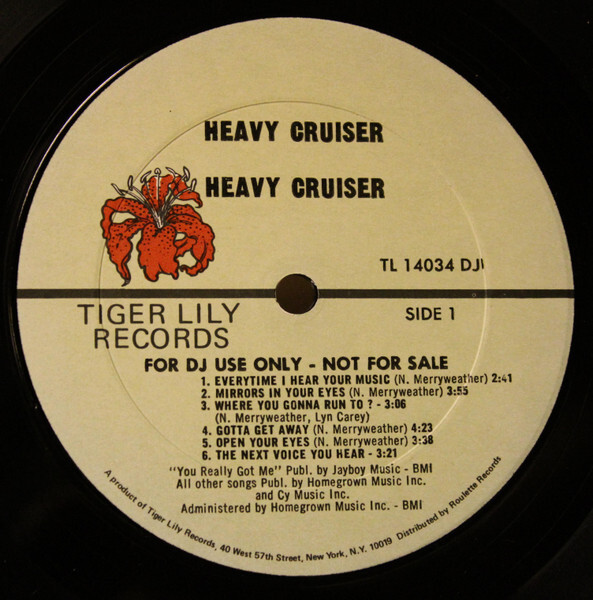 HEAVY CRUISER
HEAVY CRUISER
TL 14034 DJ
TIGER LILY
RECORDS
SIDE 1
FOR DJ USE ONLY - NOT FOR SALE
1. EVERYTIME I HEAR YOUR MUSIC (N. Merryweather) 2:41
2. MIRRORS IN YOUR EYES (N. Merryweather) 3:55
3. WHERE YOU GONNA RUN TO ? - 3:06
(N. Merryweather, Lyn Carey)
4. GOTTA GET AWAY (N. Merryweather) 4:23
5. OPEN YOUR EYES (N. Merryweather) 3:38
6. THE NEXT VOICE YOU HEAR - 3:21
"You Really Got Me" Publ. by Jayboy Music - BMI
All other songs Publ. by Homegrown Music Inc.
and Cy Music Inc.
Administered by Homegrown Music Inc. - BMI
A product of Tiger Lily Records, 40 West 57th Street, New York, N.Y. 10019 Distributed by Roulette Records